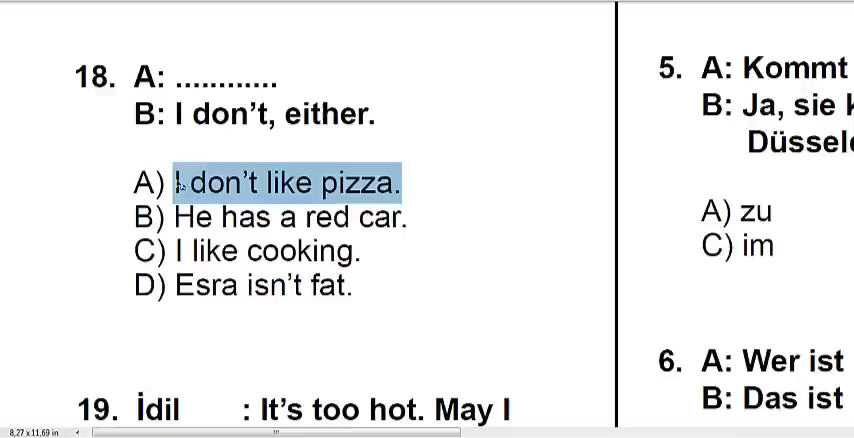 18. A: ............
B: I don't, either.
A) I don't like pizza.
B) He has a red car.
C) I like cooking.
D) Esra isn't fat.
19. İdil : It's too hot. May I
5. A: Kommt
B: Ja, sie
A) zu
C) im
6. A: Wer ist
B: Das ist
8,27 x 11,69 in